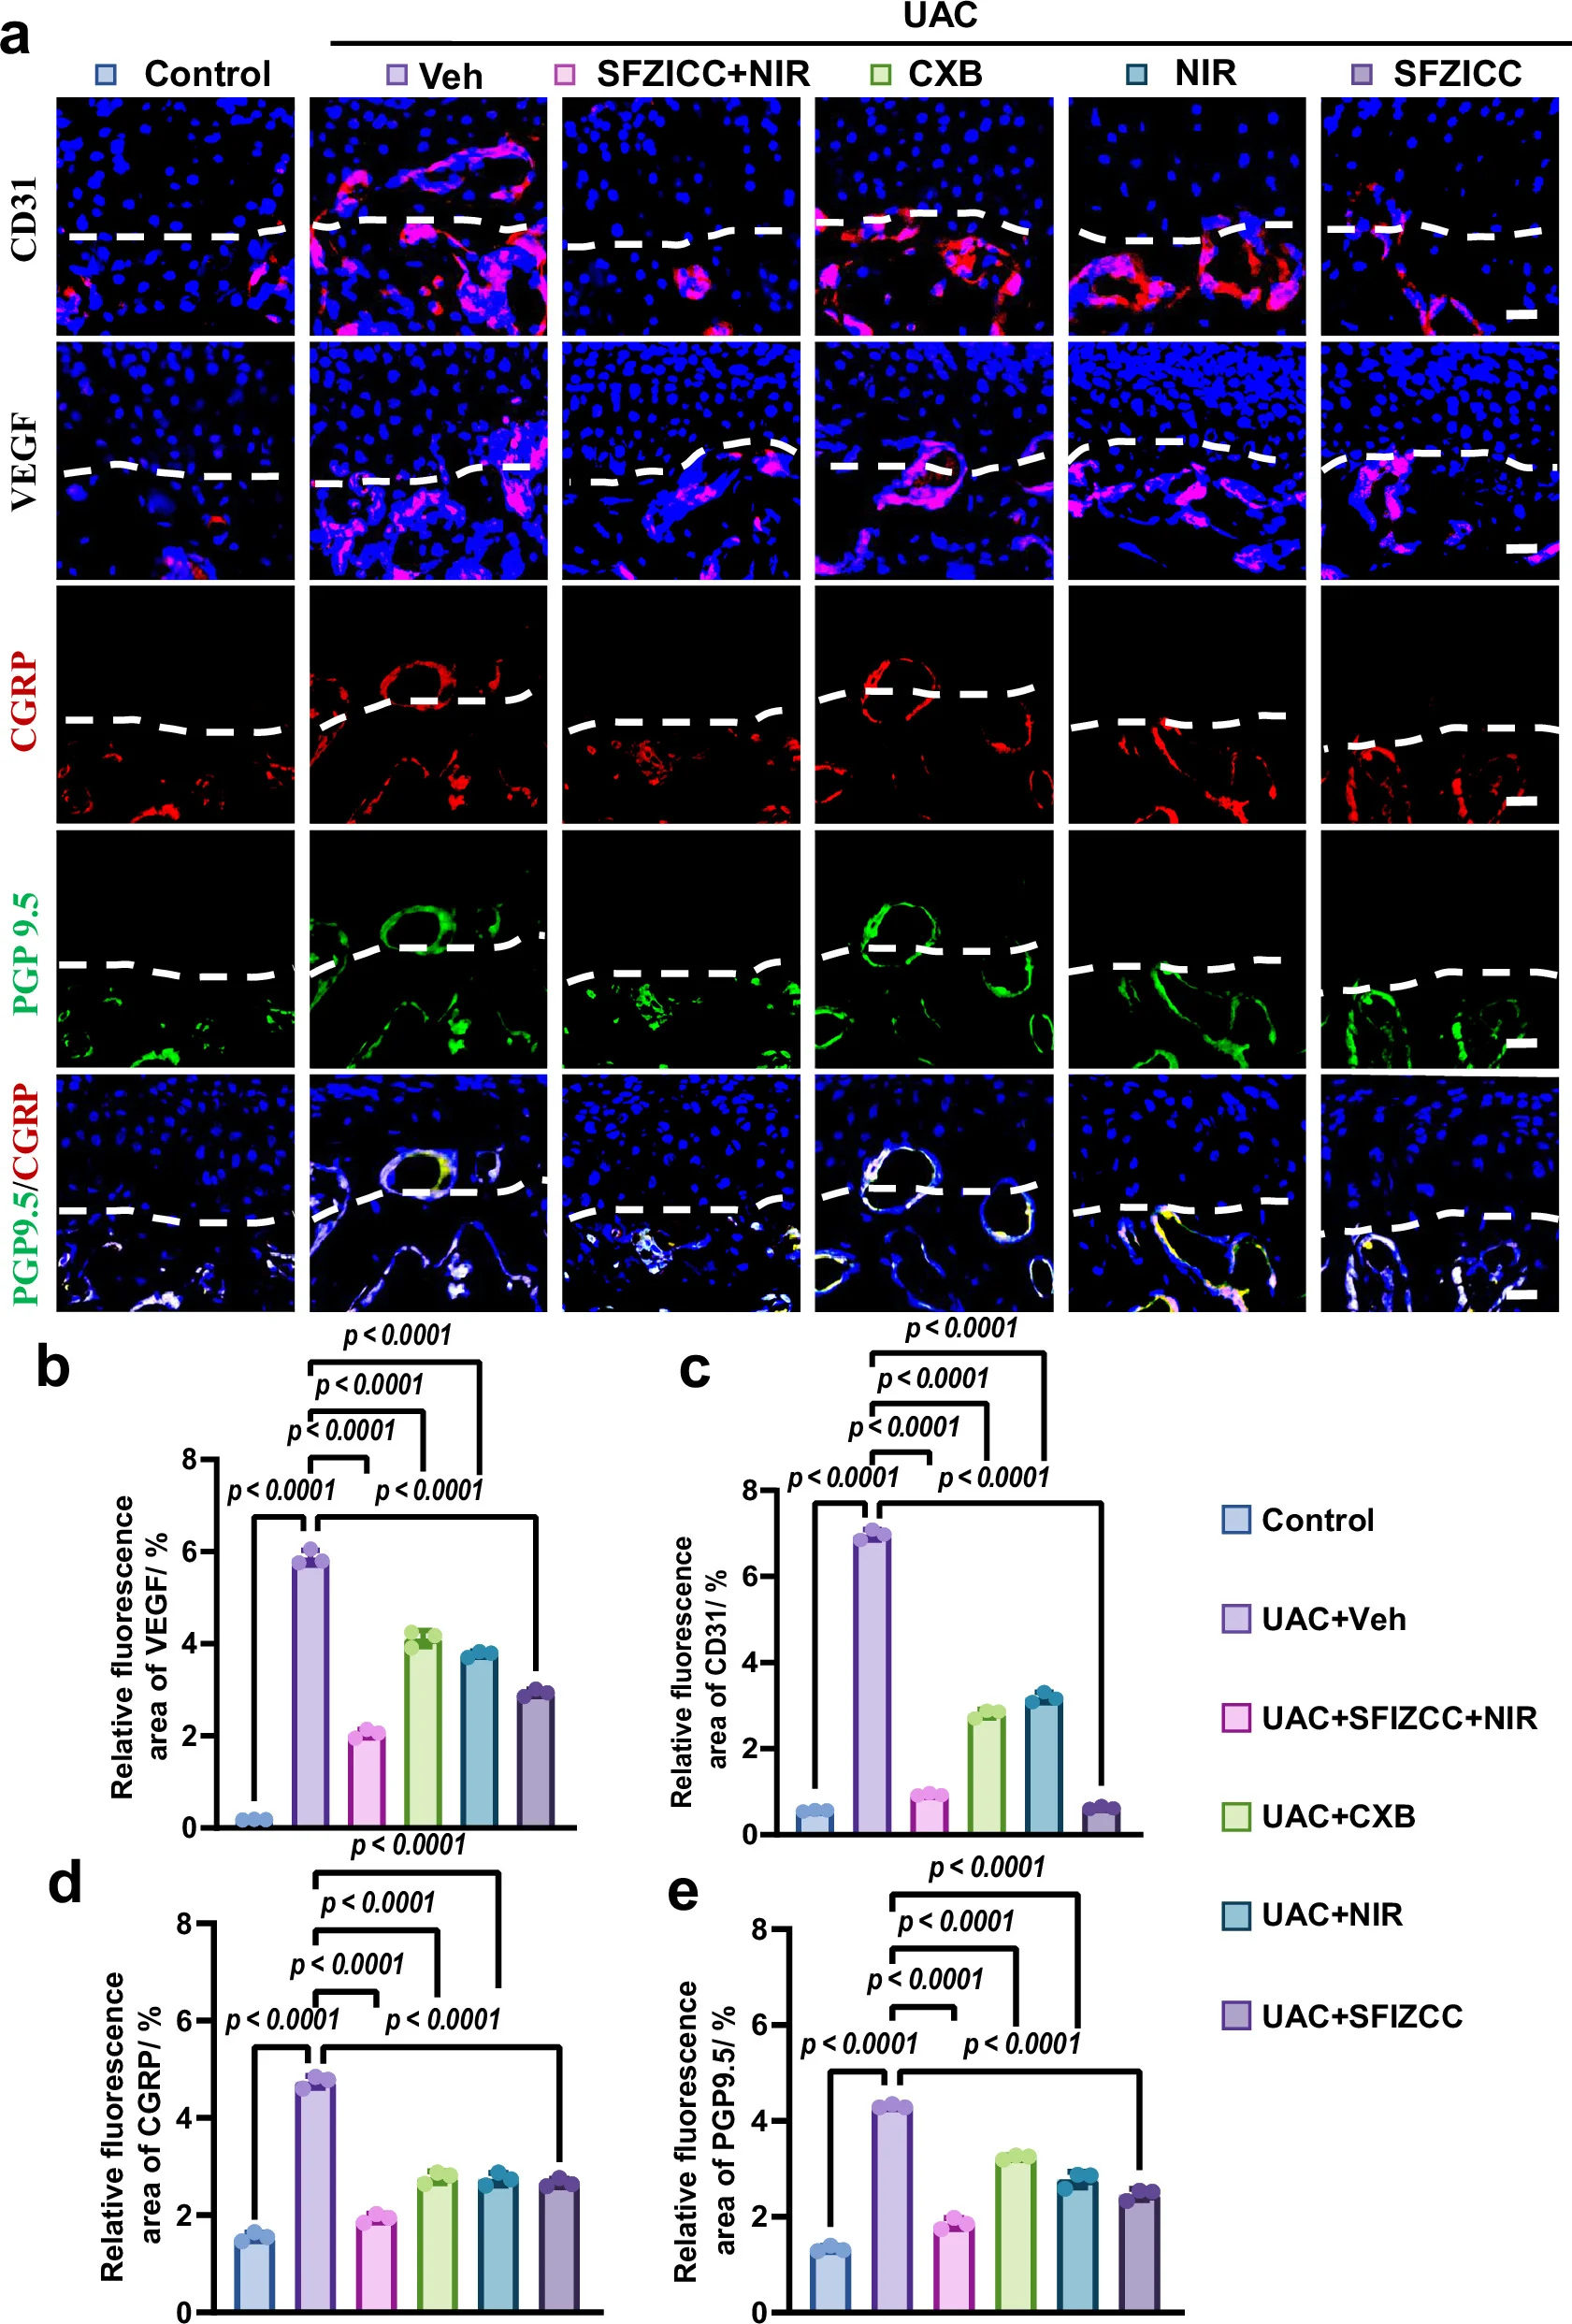 a
UAC
Control
Veh
SFZICC+NIR
CXB
NIR
SFZICC
CD31
VEGF
CGRP
PGP 9.5
PGP9.5/CGRP
b
p < 0.0001
p < 0.0001
p < 0.0001
p < 0.0001 p < 0.0001
Relative fluorescence
area of VEGF/ %
8
6
4
2
0
c
p < 0.0001
p < 0.0001
p < 0.0001
p < 0.0001 p < 0.0001
Relative fluorescence
area of CD31/ %
8
6
4
2
0
Control
UAC+Veh
UAC+SFIZCC+NIR
UAC+CXB
UAC+NIR
UAC+SFIZCC
d
p < 0.0001
p < 0.0001
p < 0.0001
p < 0.0001 p < 0.0001
Relative fluorescence
area of CGRP/ %
8
6
4
2
0
e
p < 0.0001
p < 0.0001
p < 0.0001
p < 0.0001 p < 0.0001
Relative fluorescence
area of PGP9.5/ %
8
6
4
2
0